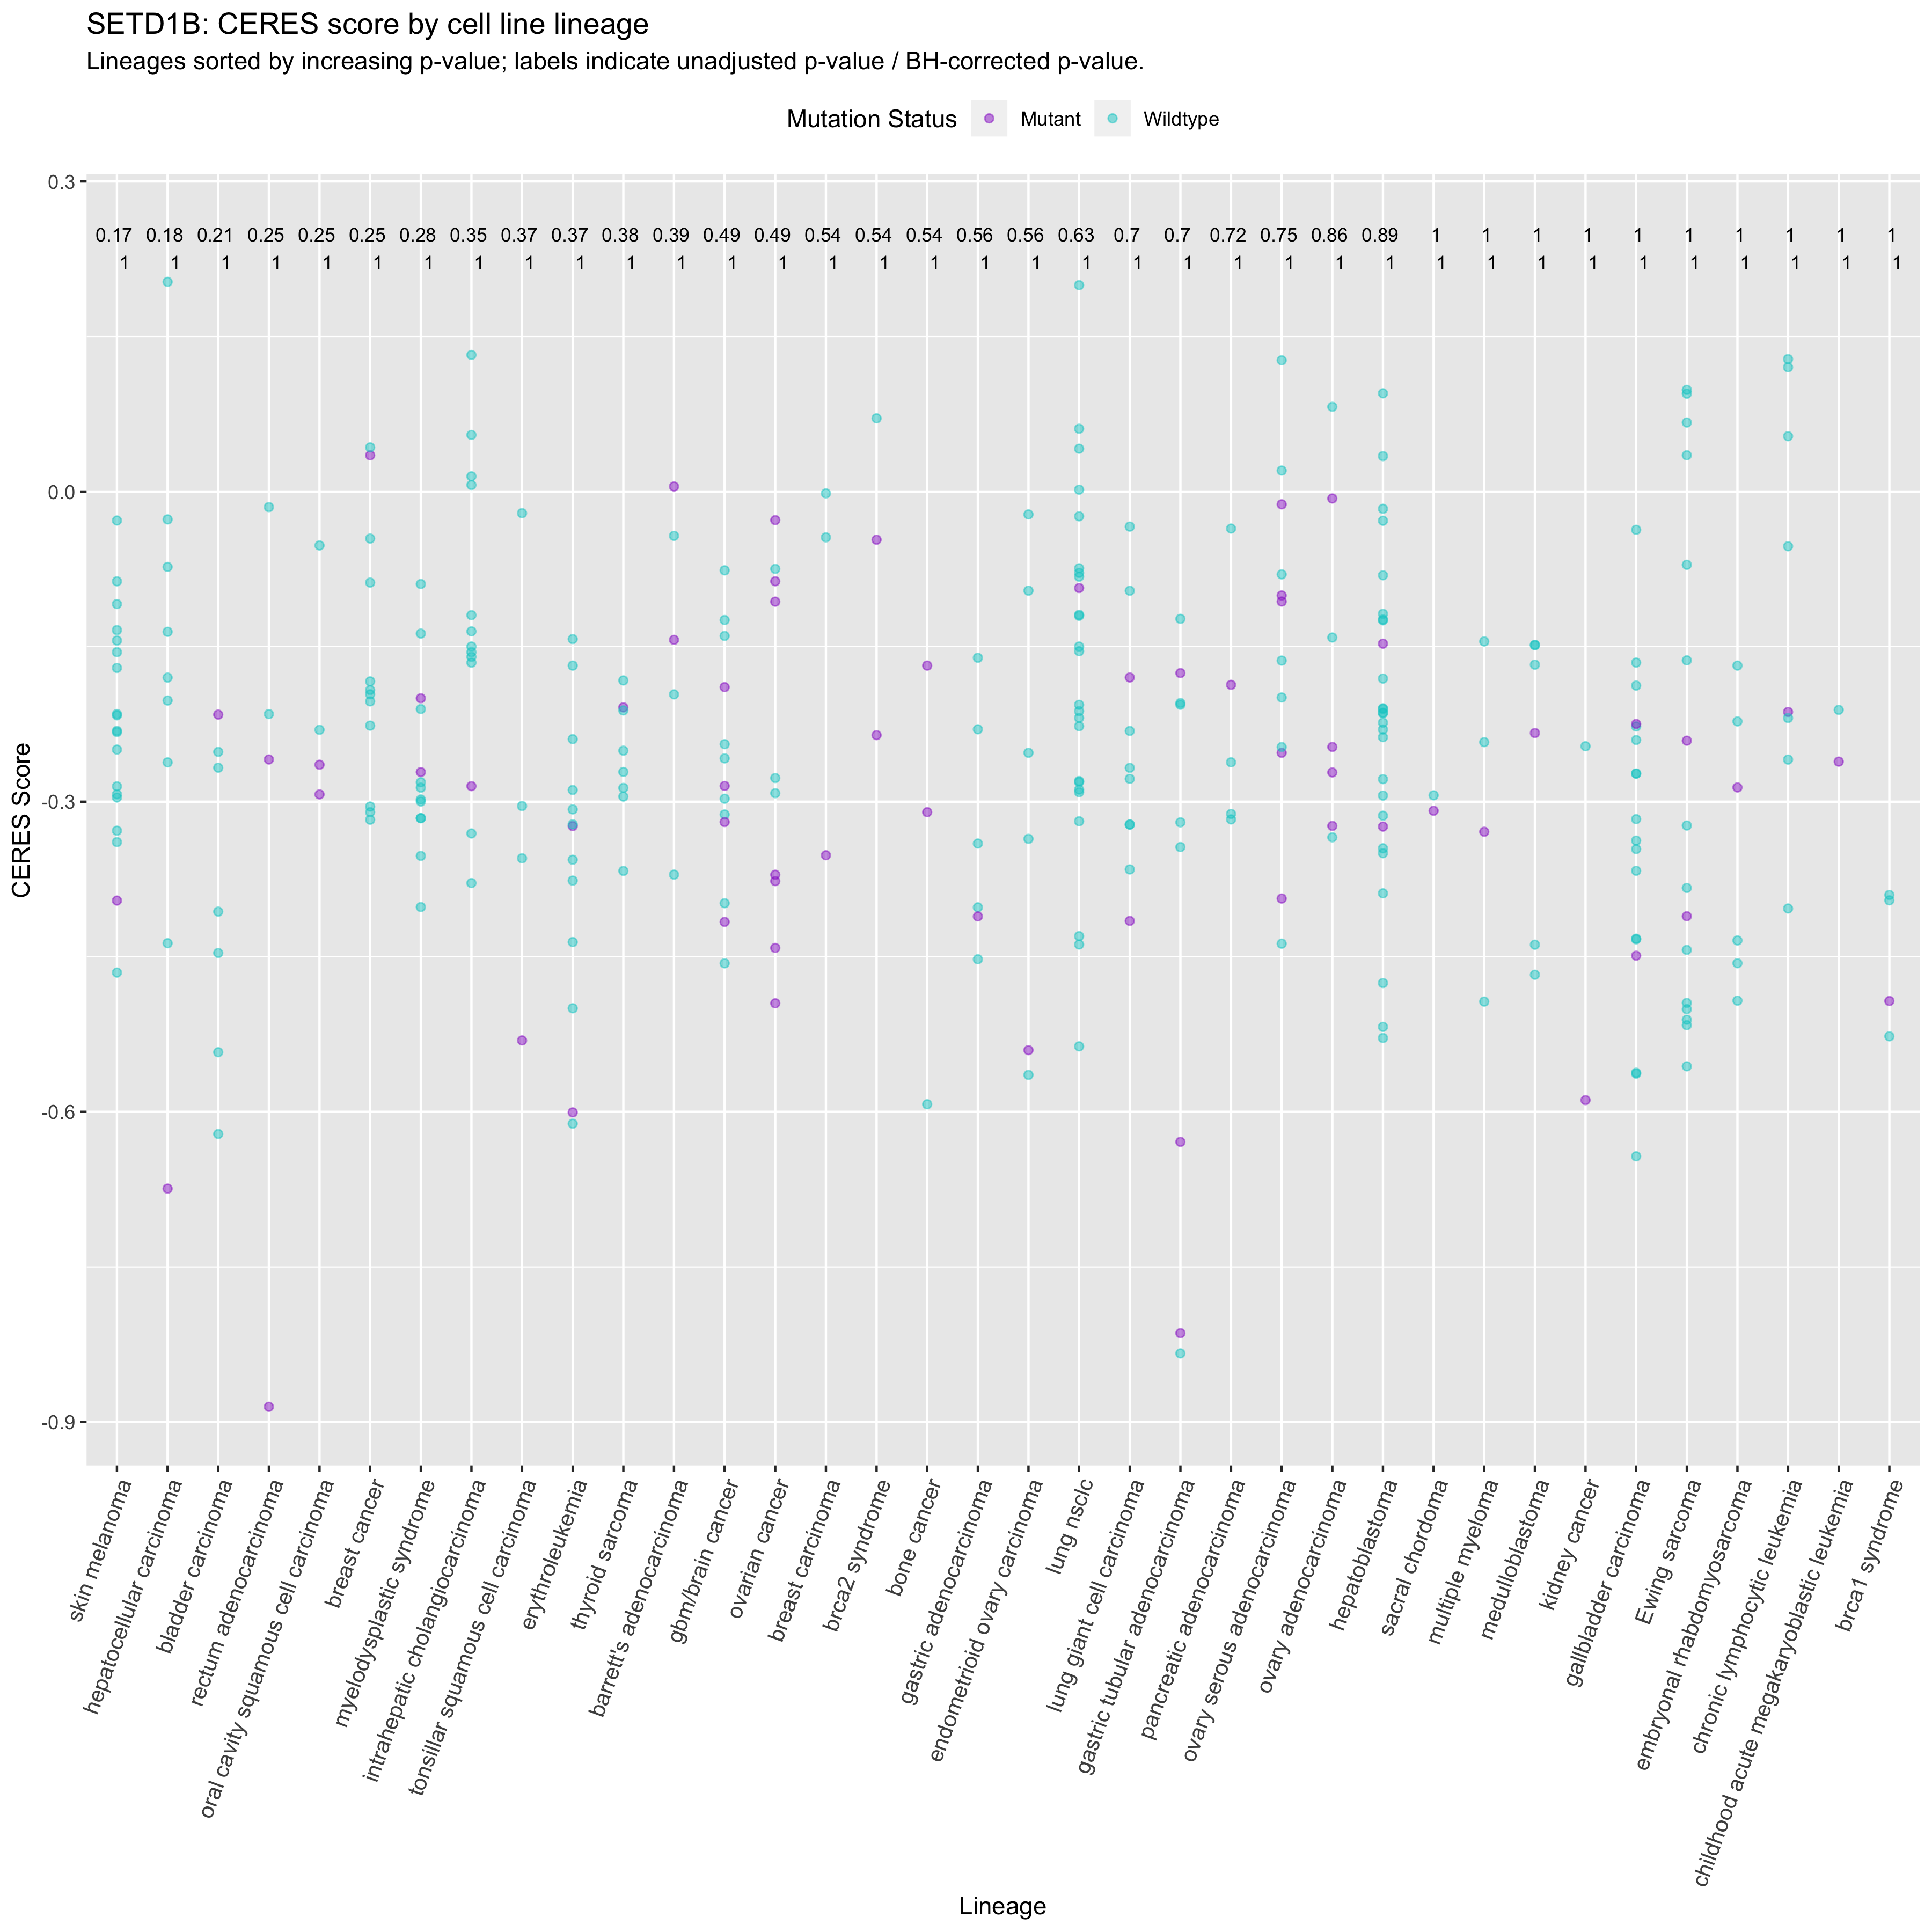 SETD1B: CERES score by cell line lineage
Lineages sorted by increasing p-value; labels indicate unadjusted p-value / BH-corrected p-value.
Mutation Status Mutant Wildtype
0.3
0.17 0.18 0.21 0.25 0.25 0.25 0.28 0.35 0.37 0.37 0.38 0.39 0.49 0.49 0.54 0.54 0.54 0.56 0.56 0.63 0.7 0.7 0.72 0.75 0.86 0.89 1 1 1 1 1 1 1 1 1 1
1 1 1 1 1 1 1 1 1 1 1 1 1 1 1 1 1 1 1 1 1 1 1 1 1 1 1 1 1 1 1 1 1 1 1 1
0.0
-0.3
-0.6
-0.9
CERES Score
skin melanoma
hepatocellular carcinoma
bladder carcinoma
rectum adenocarcinoma
oral cavity squamous cell carcinoma
breast cancer
myelodysplastic syndrome
intrahepatic cholangiocarcinoma
tonsillar squamous cell carcinoma
erythroleukemia
thyroid sarcoma
barrett's adenocarcinoma
gbm/brain cancer
ovarian cancer
breast carcinoma
brca2 syndrome
bone cancer
gastric adenocarcinoma
endometrioid ovary carcinoma
lung nsclc
lung giant cell carcinoma
gastric tubular adenocarcinoma
pancreatic adenocarcinoma
ovary serous adenocarcinoma
ovary adenocarcinoma
hepatoblastoma
sacral chordoma
multiple myeloma
medulloblastoma
kidney cancer
gallbladder carcinoma
Ewing sarcoma
embryonal rhabdomyosarcoma
chronic lymphocytic leukemia
childhood acute megakaryoblastic leukemia
brca1 syndrome
Lineage